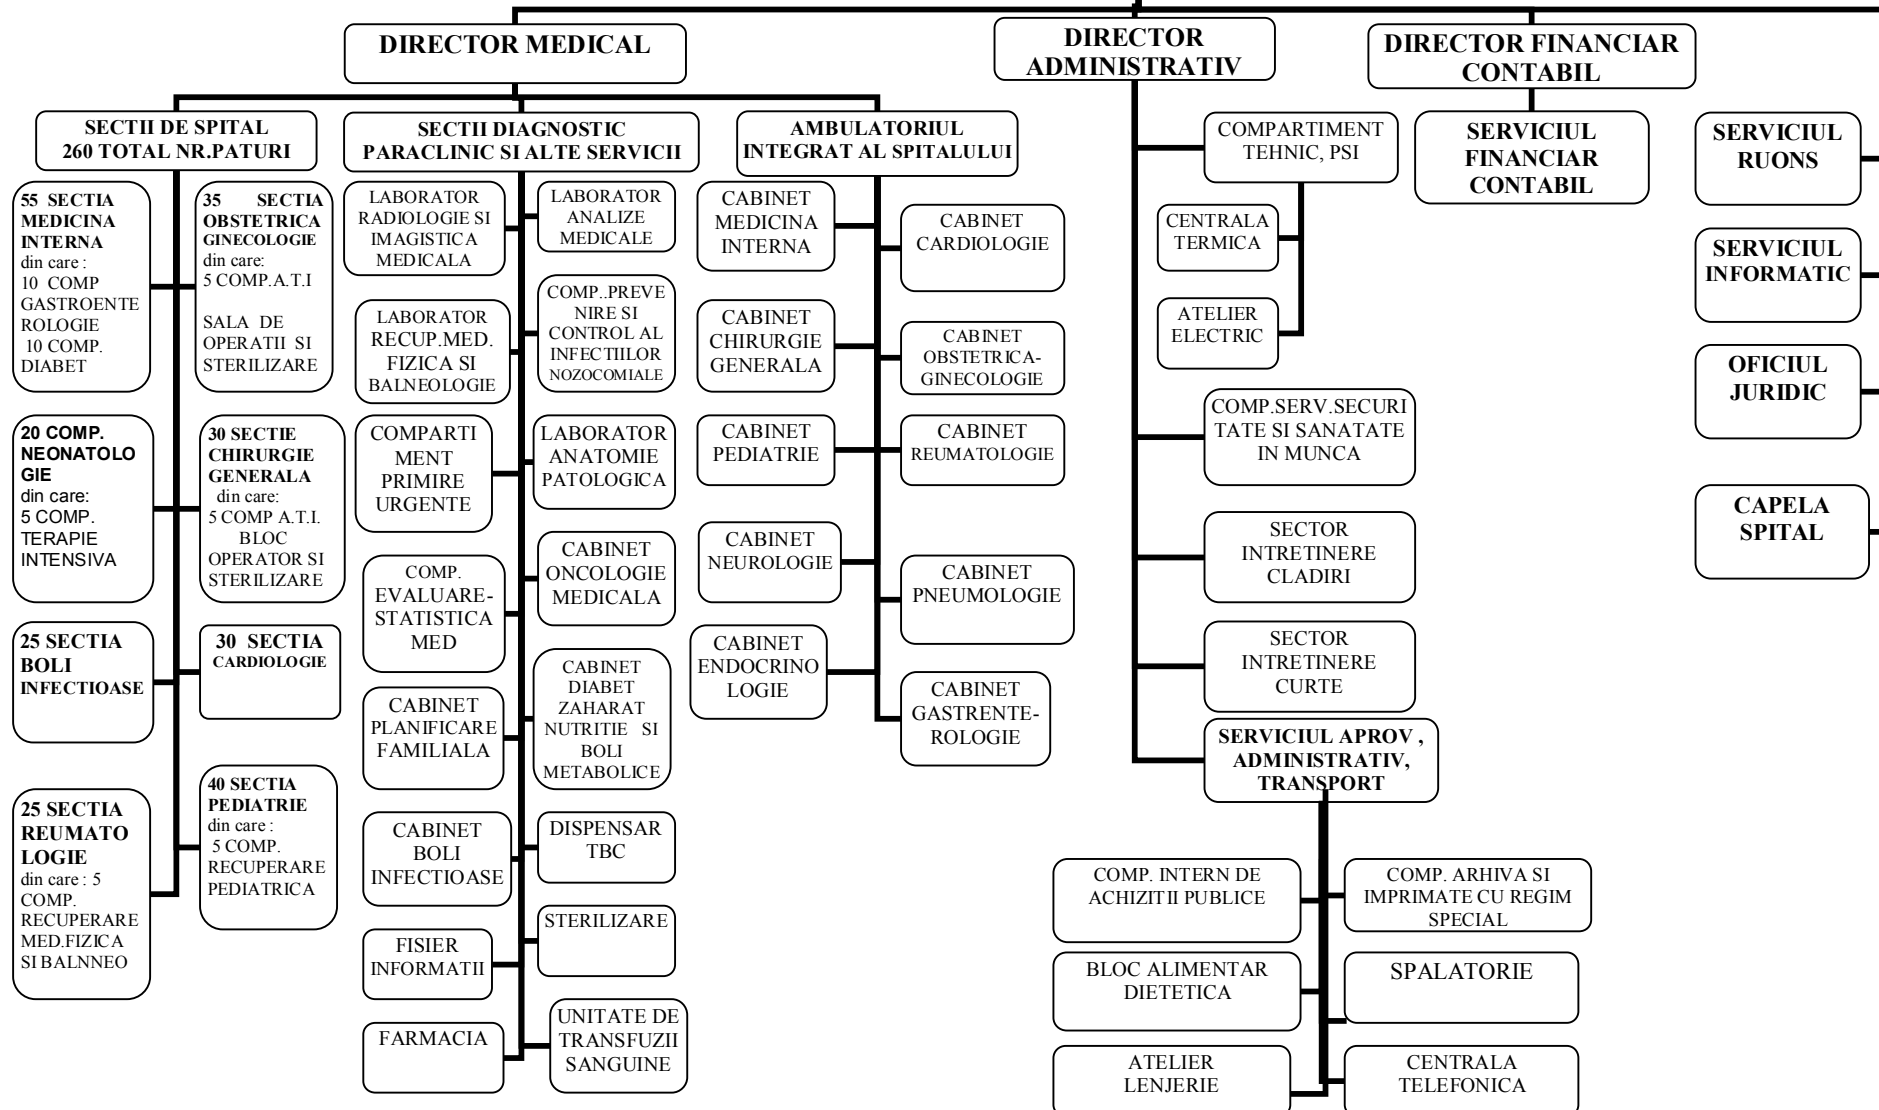 DIRECTOR MEDICAL
DIRECTOR
ADMINISTRATIV
DIRECTOR FINANCIAR
CONTABIL
SECTII DE SPITAL
260 TOTAL NR.PATURI
SECTII DIAGNOSTIC
PARACLINIC SI ALTE SERVICII
AMBULATORIUL
INTEGRAT AL SPITALULUI
COMPARTIMENT
TEHNIC, PSI
SERVICIUL
FINANCIAR
CONTABIL
SERVICIUL
RUONS
55 SECTIA
MEDICINA
INTERNA
din care :
10 COMP
GASTROENTE
ROLOGIE
10 COMP.
DIABET
35 SECTIA
OBSTETRICA
GINECOLOGIE
din care:
5 COMP.A.T.I
SALA DE
OPERATII SI
STERILIZARE
20 COMP.
NEONATOLO
GIE
din care:
5 COMP.
TERAPIE
INTENSIVA
30 SECTIE
CHIRURGIE
GENERALA
din care:
5 COMP A.T.I.
BLOC
OPERATOR SI
STERILIZARE
25 SECTIA
BOLI
INFECTIOASE
30 SECTIA
CARDIOLOGIE
25 SECTIA
REUMATO
LOGIE
din care : 5
COMP.
RECUPERARE
MED.FIZICA
SI BALNNEO
40 SECTIA
PEDIATRIE
din care :
5 COMP.
RECUPERARE
PEDIATRICA
LABORATOR
RADIOLOGIE SI
IMAGISTICA
MEDICALA
LABORATOR
ANALIZE
MEDICALE
LABORATOR
RECUP.MED.
FIZICA SI
BALNEOLOGIE
COMP..PREVE
NIRE SI
CONTROL AL
INFECTIILOR
NOZOCOMIALE
COMPARTI
MENT
PRIMIRE
URGENTE
LABORATOR
ANATOMIE
PATOLOGICA
COMP.
EVALUARE-
STATISTICA
MED
CABINET
ONCOLOGIE
MEDICALA
CABINET
PLANIFICARE
FAMILIALA
CABINET
DIABET
ZAHARAT
NUTRITIE SI
BOLI
METABOLICE
CABINET
BOLI
INFECTIOASE
DISPENSAR
TBC
FISIER
INFORMATII
STERILIZARE
FARMACIA
UNITATE DE
TRANSFUZII
SANGUINE
CABINET
MEDICINA
INTERNA
CABINET
CARDIOLOGIE
CABINET
CHIRURGIE
GENERALA
CABINET
OBSTETRICA-
GINECOLOGIE
CABINET
PEDIATRIE
CABINET
REUMATOLOGIE
CABINET
NEUROLOGIE
CABINET
PNEUMOLOGIE
CABINET
ENDOCRINO
LOGIE
CABINET
GASTRENTE-
ROLOGIE
CENTRALA
TERMICA
ATELIER
ELECTRIC
COMP.SERV.SECURI
TATE SI SANATATE
IN MUNCA
SECTOR
INTRETINERE
CLADIRI
SECTOR
INTRETINERE
CURTE
SERVICIUL APROV ,
ADMINISTRATIV,
TRANSPORT
COMP. INTERN DE
ACHIZITII PUBLICE
COMP. ARHIVA SI
IMPRIMATE CU REGIM
SPECIAL
BLOC ALIMENTAR
DIETETICA
SPALATORIE
ATELIER
LENJERIE
CENTRALA
TELEFONICA
SERVICIUL
INFORMATIC
OFICIUL
JURIDIC
CAPELA
SPITAL